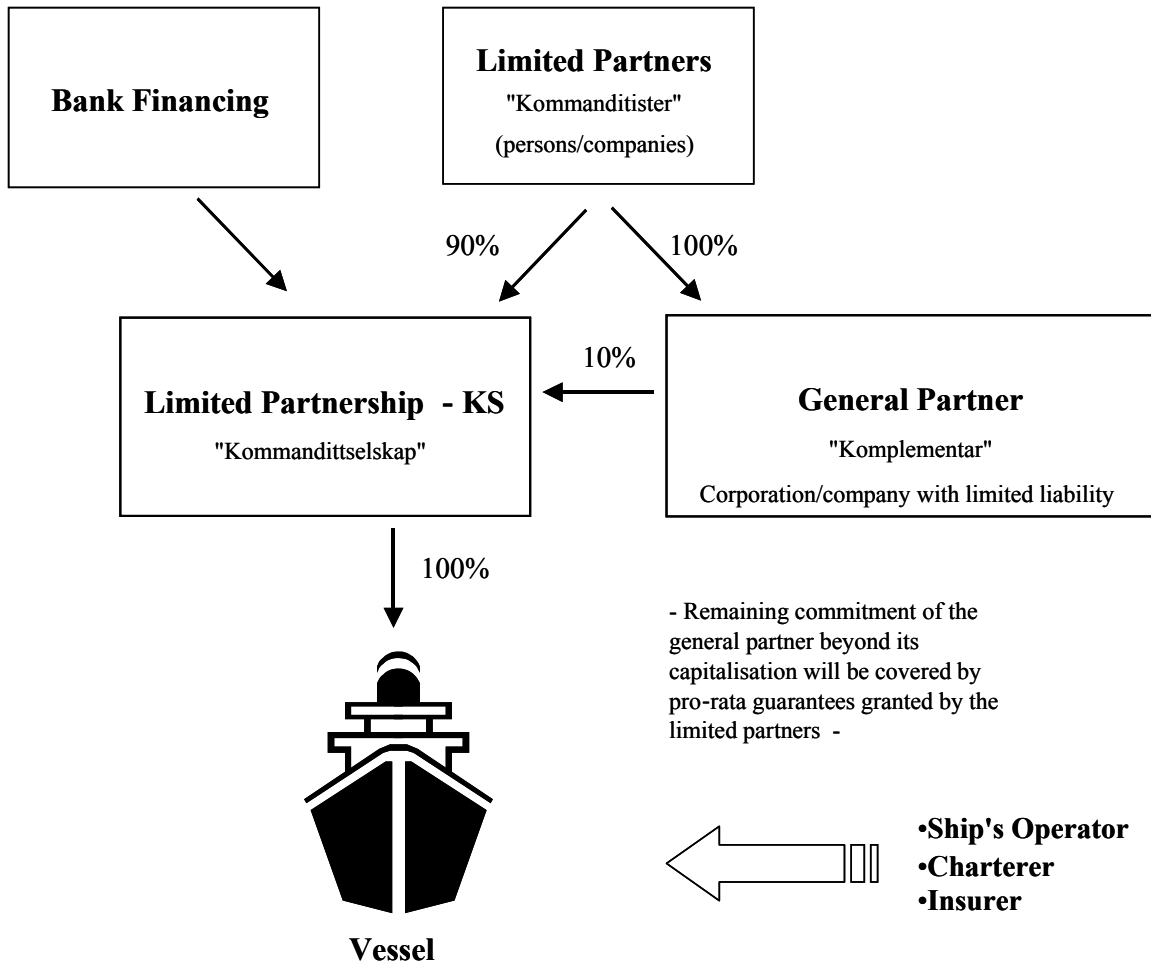 Bank Financing
Limited Partners
"Kommanditister"
(persons/companies)
90%
100%
Limited Partnership - KS
"Kommandittselskap"
10%
General Partner
"Komplementar"
Corporation/company with limited liability
100%
- Remaining commitment of the
general partner beyond its
capitalisation will be covered by
pro-rata guarantees granted by the
limited partners -
•Ship's Operator
•Charterer
•Insurer
Vessel